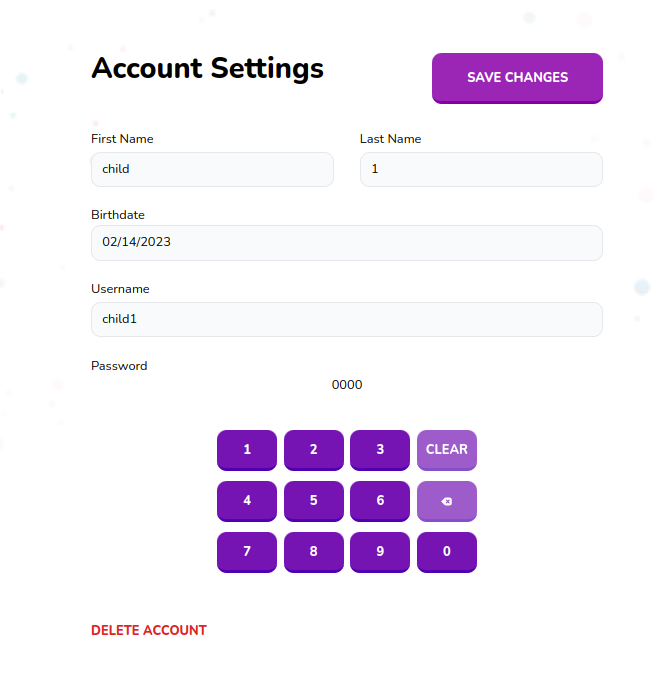 Account Settings
SAVE CHANGES
First Name
Last Name
child
1
Birthdate
02/14/2023
Username
child1
Password
0000
1 2 3 CLEAR
4 5 6
7 8 9 0
DELETE ACCOUNT